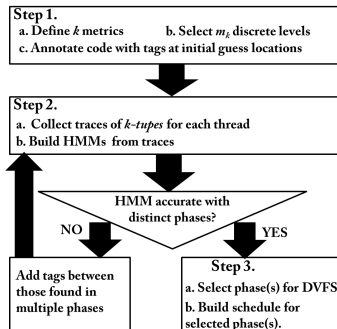 Step 1.
a. Define k metrics b. Select mk discrete levels
c. Annotate code with tags at initial guess locations
Step 2.
a. Collect traces of k-tupes for each thread
b. Build HMMs from traces
HMM accurate with
distinct phases?
NO
YES
Add tags between
those found in
multiple phases
Step 3.
a. Select phase(s) for DVFS
b. Build schedule for
selected phase(s).